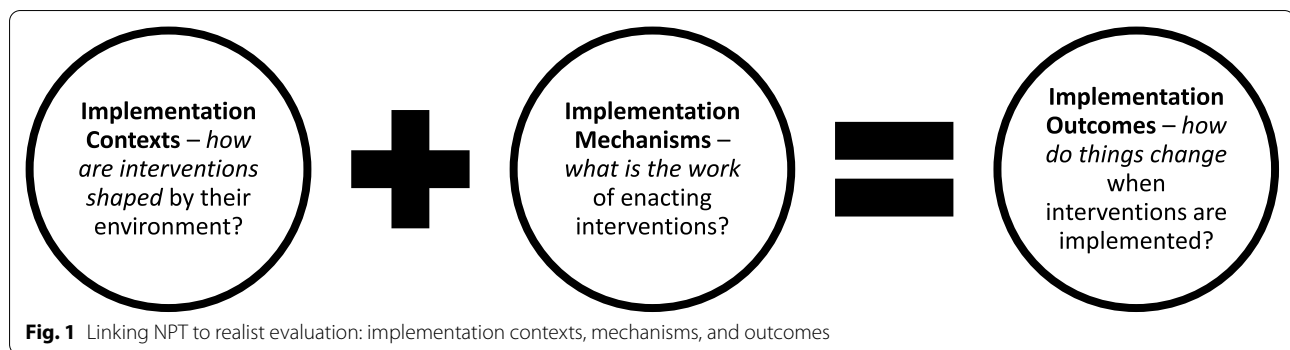 Implementation
Contexts – how
are interventions
shaped by their
environment?
Implementation
Mechanisms –
what is the work
of enacting
interventions?
Implementation
Outcomes – how
do things change
when
interventions are
implemented?
Fig. 1 Linking NPT to realist evaluation: implementation contexts, mechanisms, and outcomes